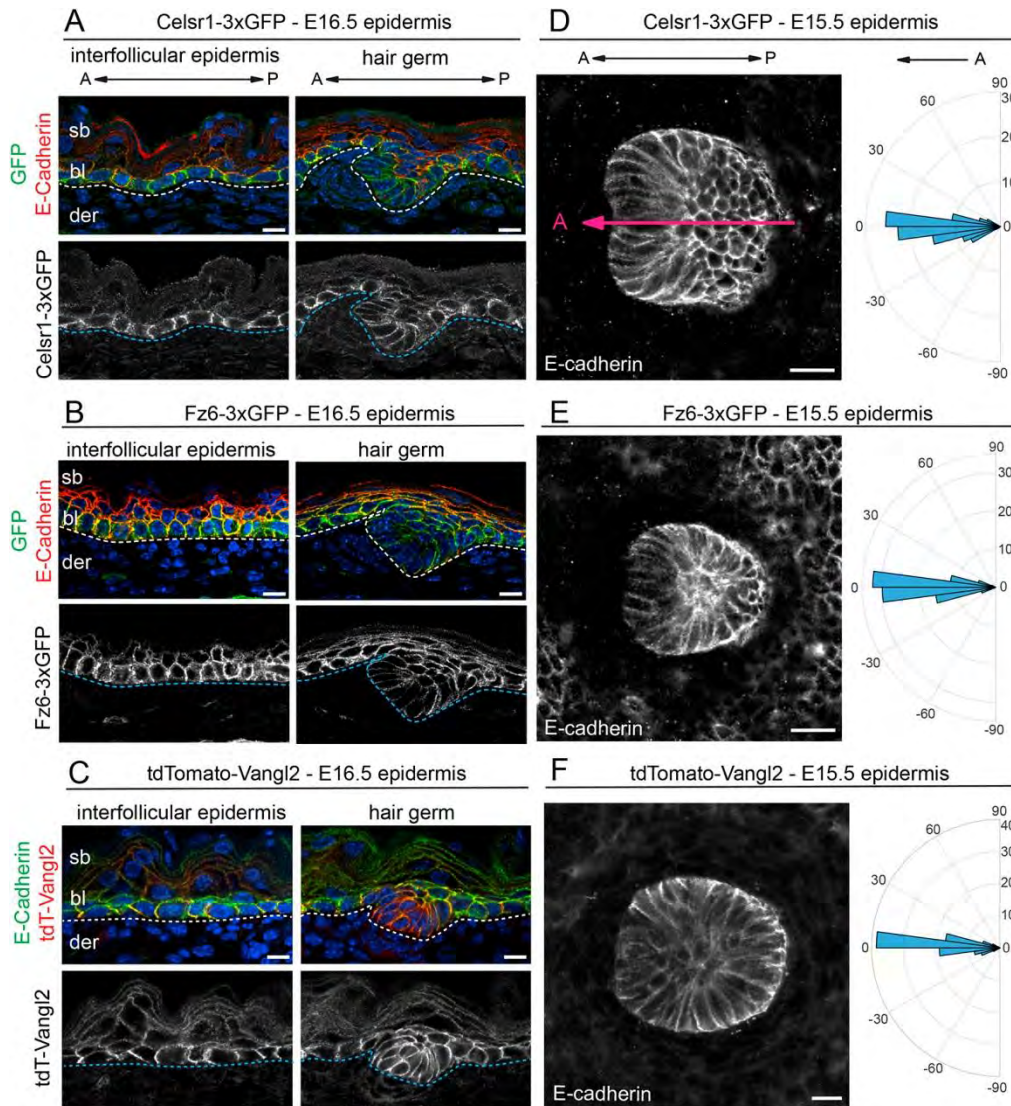 A
Celsr1-3xGFP - E16.5 epidermis
interfollicular epidermis
hair germ
A P
A P
GFP
E-Cadherin
sb
bl
der
Celsr1-3xGFP
B
Fz6-3xGFP - E16.5 epidermis
interfollicular epidermis
hair germ
GFP
E-Cadherin
sb
bl
der
Fz6-3xGFP
C
tdTomato-Vangl2 - E16.5 epidermis
interfollicular epidermis
hair germ
E-Cadherin
tdT-Vangl2
sb
bl
der
tdT-Vangl2
D
Celsr1-3xGFP - E15.5 epidermis
A P
A
A
E-cadherin
90
60
30
0
-30
-60
-90
30
20
10
0
E
Fz6-3xGFP - E15.5 epidermis
E-cadherin
90
60
30
0
-30
-60
-90
30
20
10
0
F
tdTomato-Vangl2 - E15.5 epidermis
E-cadherin
90
60
30
0
-30
-60
-90
40
30
20
10
0